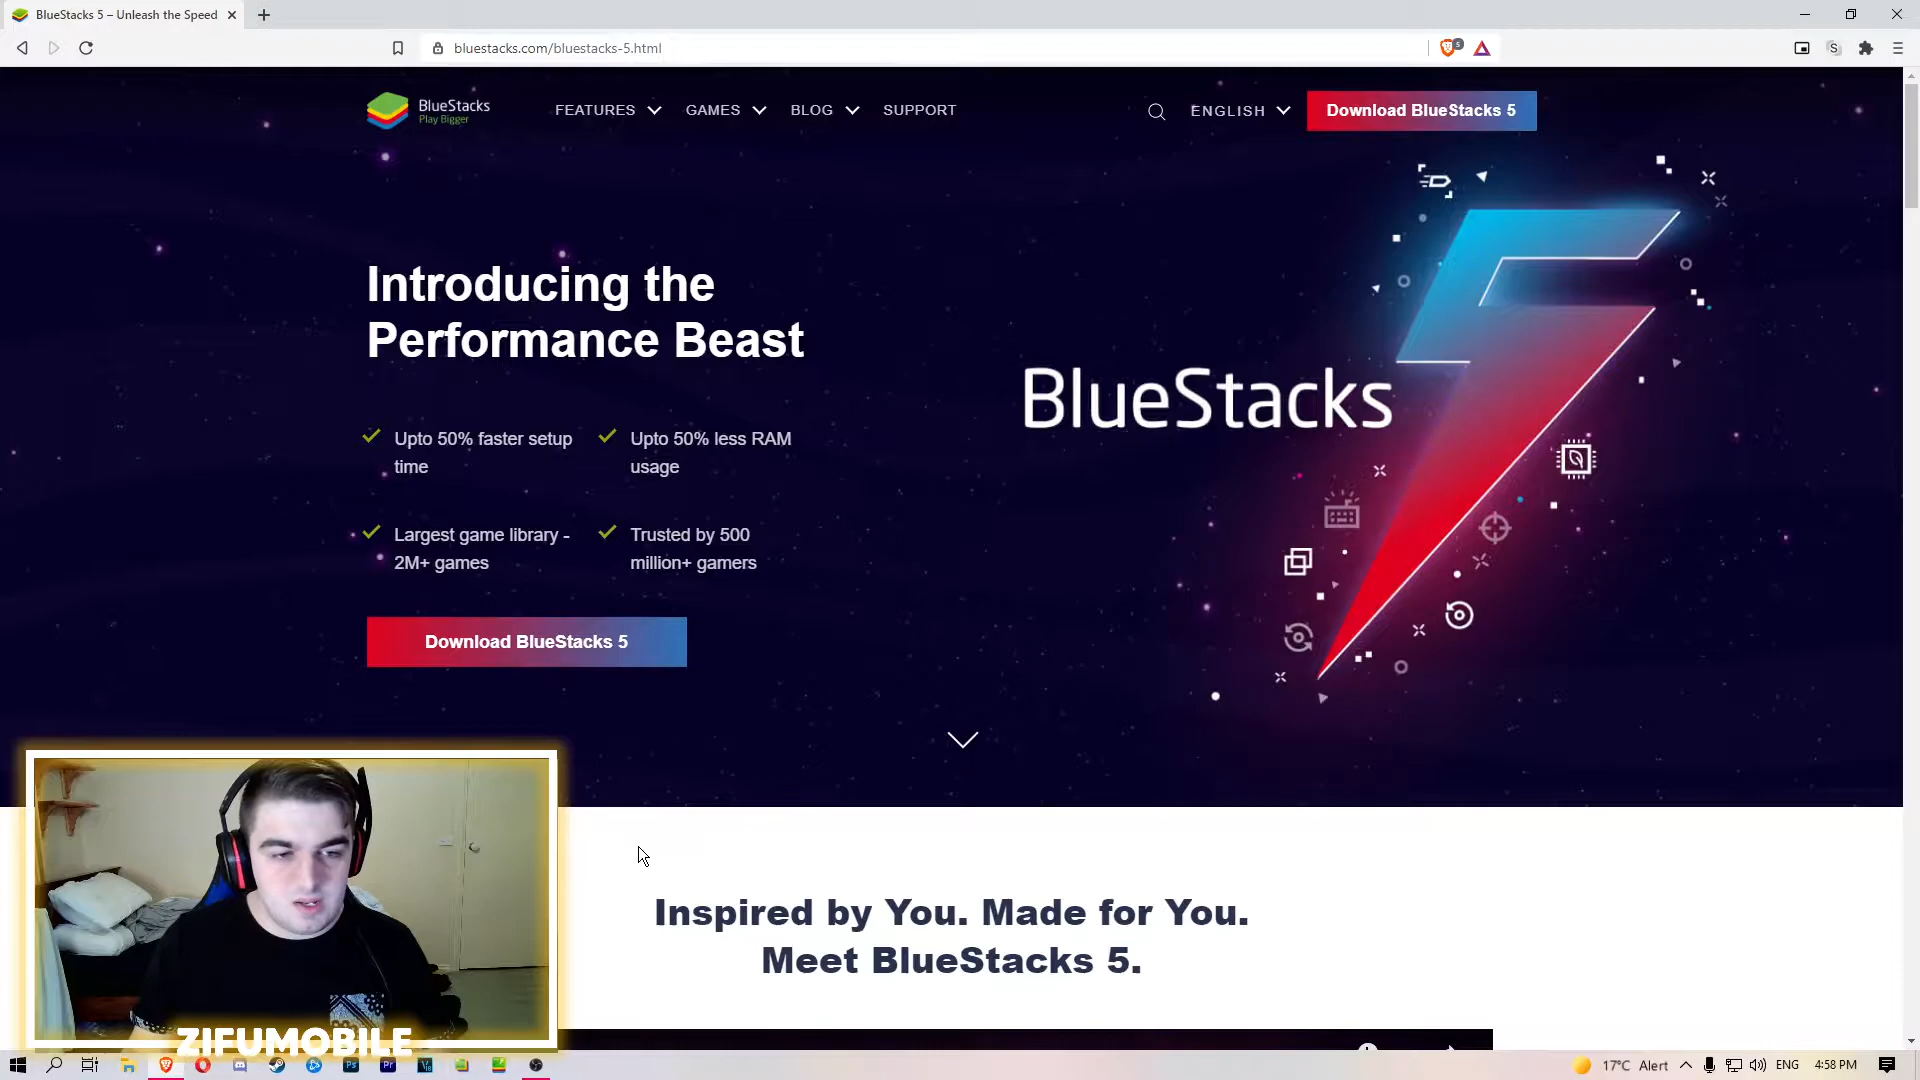 BlueStacks 5 – Unleash the Speed
bluestacks.com/bluestacks-5.html
5
BlueStacks
Play Bigger
FEATURES
GAMES
BLOG
SUPPORT
ENGLISH
Download BlueStacks 5
Introducing the
Performance Beast
Upto 50% faster setup
time
Upto 50% less RAM
usage
Largest game library -
2M+ games
Trusted by 500
million+ gamers
Download BlueStacks 5
BlueStacks
Inspired by You. Made for You.
Meet BlueStacks 5.
ZIFUMOBILE
Ps
Pr
17°C Alert
ENG
4:58 PM